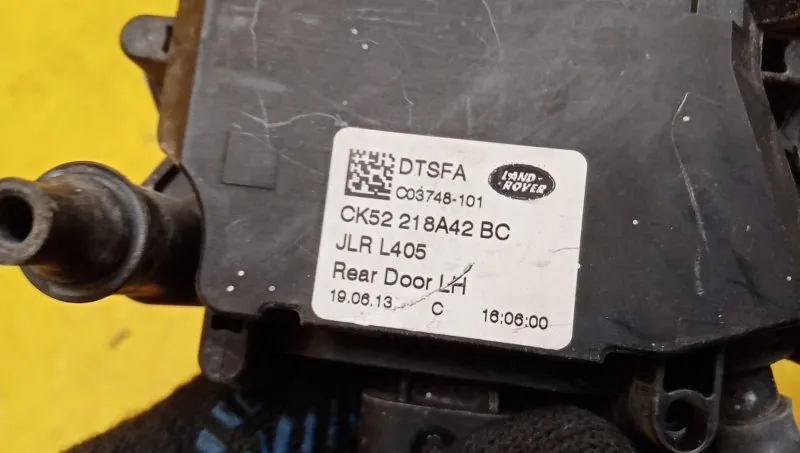 DTSFA
C03748-101
LAND
ROVER
CK52 218A42 BC
JLR L405
Rear Door LH
19.06.13 C 16:06:00